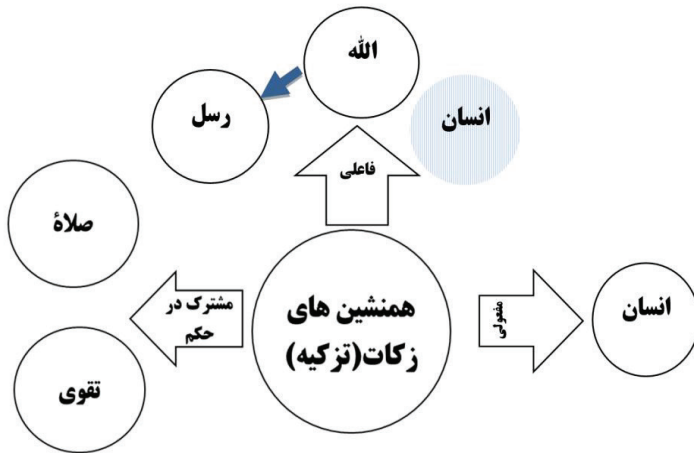 الله
رسل
انسان
فاعلی
صلاة
مشترک در
حکم
تقوی
همنشین های
زکات(تزکیه)
مفعولی
انسان